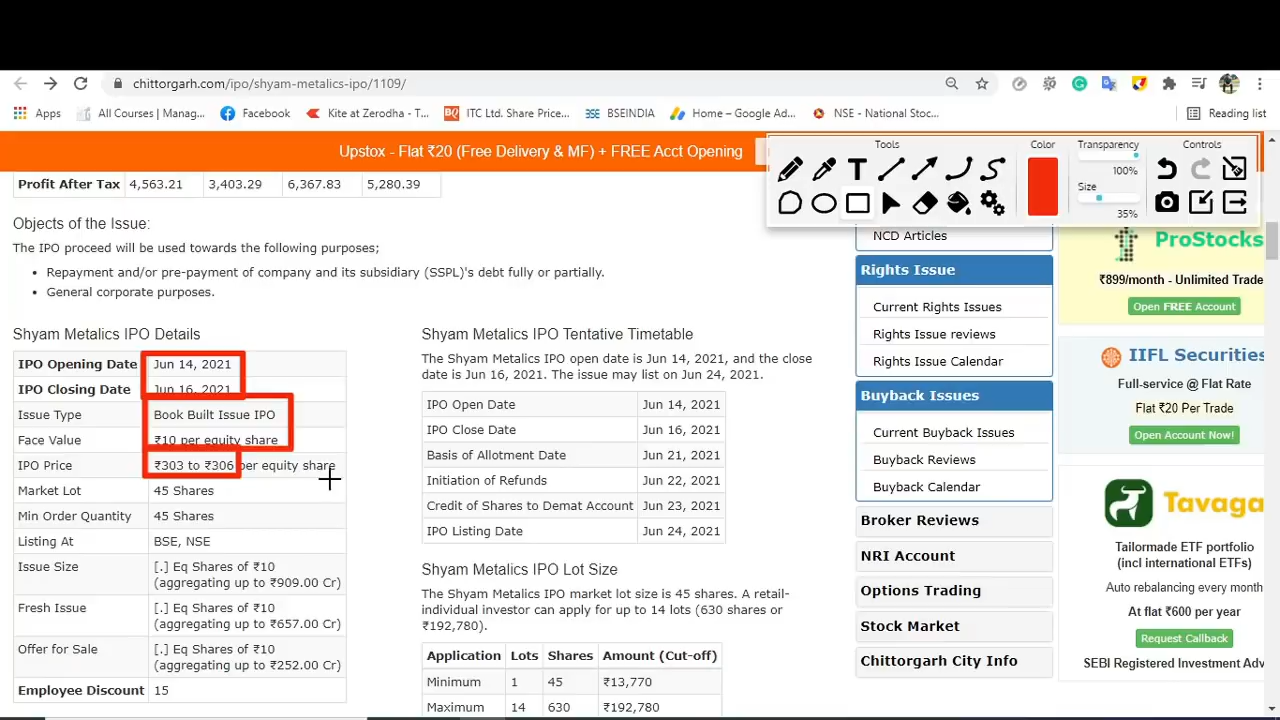 chittorgarh.com/ipo/shyam-metalics-ipo/1109/
Apps
All Courses | Manag...
Facebook
Kite at Zerodha - T...
BQ
ITC Ltd. Share Price...
BSEINDIA
Home – Google Ad...
NSE - National Stoc...
Reading list
Upstox - Flat ₹20 (Free Delivery & MF) + FREE Acct Opening
Tools
Color
Transparency
100%
Size
35%
Controls
Profit After Tax 4,563.21 3,403.29 6,367.83 5,280.39
Objects of the Issue:
The IPO proceed will be used towards the following purposes;
• Repayment and/or pre-payment of company and its subsidiary (SSPL)'s debt fully or partially.
• General corporate purposes.
Shyam Metalics IPO Details
IPO Opening Date Jun 14, 2021
IPO Closing Date Jun 16, 2021
Issue Type Book Built Issue IPO
Face Value ₹10 per equity share
IPO Price ₹303 to ₹306 per equity share
Market Lot 45 Shares
Min Order Quantity 45 Shares
Listing At BSE, NSE
Issue Size [.] Eq Shares of ₹10
(aggregating up to ₹909.00 Cr)
Fresh Issue [.] Eq Shares of ₹10
(aggregating up to ₹657.00 Cr)
Offer for Sale [.] Eq Shares of ₹10
(aggregating up to ₹252.00 Cr)
Employee Discount 15
Shyam Metalics IPO Tentative Timetable
The Shyam Metalics IPO open date is Jun 14, 2021, and the close
date is Jun 16, 2021. The issue may list on Jun 24, 2021.
IPO Open Date Jun 14, 2021
IPO Close Date Jun 16, 2021
Basis of Allotment Date Jun 21, 2021
Initiation of Refunds Jun 22, 2021
Credit of Shares to Demat Account Jun 23, 2021
IPO Listing Date Jun 24, 2021
Shyam Metalics IPO Lot Size
The Shyam Metalics IPO market lot size is 45 shares. A retail-
individual investor can apply for up to 14 lots (630 shares or
₹192,780).
Application Lots Shares Amount (Cut-off)
Minimum 1 45 ₹13,770
Maximum 14 630 ₹192,780
NCD Articles
Rights Issue
Current Rights Issues
Rights Issue reviews
Rights Issue Calendar
Buyback Issues
Current Buyback Issues
Buyback Reviews
Buyback Calendar
Broker Reviews
NRI Account
Options Trading
Stock Market
Chittorgarh City Info
ProStocks
₹899/month - Unlimited Trade
Open FREE Account
IIFL Securities
Full-service @ Flat Rate
Flat ₹20 Per Trade
Open Account Now!
Tavaga
Tailormade ETF portfolio
(incl international ETFs)
Auto rebalancing every month
At flat ₹600 per year
Request Callback
SEBI Registered Investment Adv